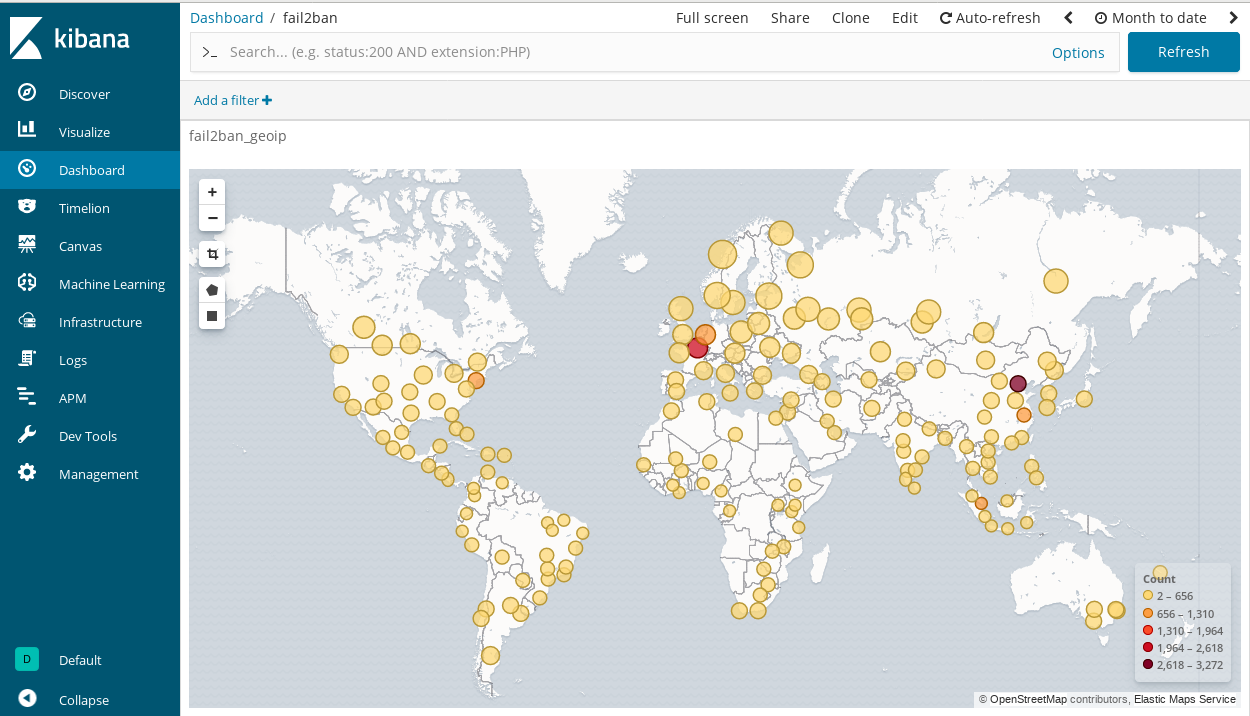 kibana
Discover
Visualize
Dashboard
Timelion
Canvas
Machine Learning
Infrastructure
Logs
APM
Dev Tools
Management
D Default
Collapse
Dashboard / fail2ban
Full screen Share Clone Edit Auto-refresh Month to date
>_ Search... (e.g. status:200 AND extension:PHP) Options Refresh
Add a filter +
fail2ban_geoip
+
−
Count
2 – 656
656 – 1,310
1,310 – 1,964
1,964 – 2,618
2,618 – 3,272
© OpenStreetMap contributors, Elastic Maps Service